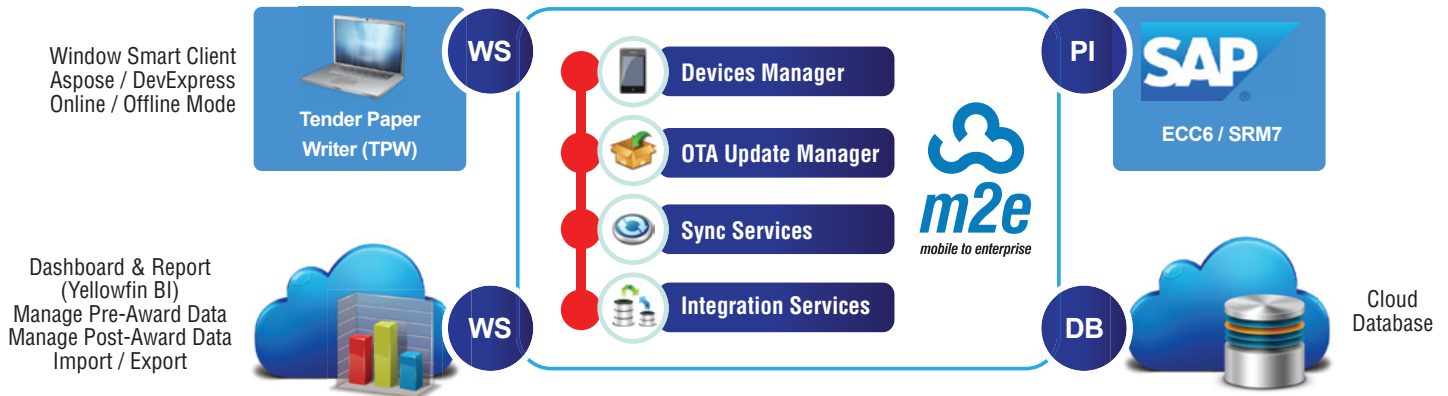 Window Smart Client
Aspose / DevExpress
Online / Offline Mode
Tender Paper
Writer (TPW)
WS
Devices Manager
OTA Update Manager
Sync Services
Integration Services
m2e
mobile to enterprise
PI
SAP
®
ECC6 / SRM7
Dashboard & Report
(Yellowfin BI)
Manage Pre-Award Data
Manage Post-Award Data
Import / Export
WS
DB
Cloud
Database